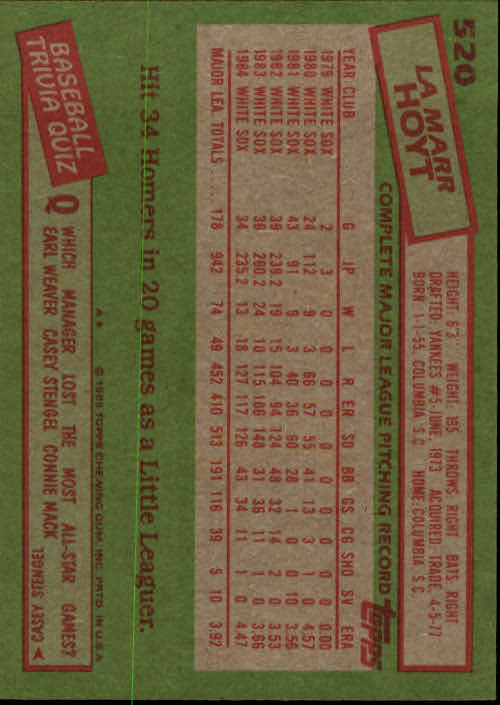 520
LA MARR
HOYT
HEIGHT: 6'3" WEIGHT: 195 THROWS: RIGHT BATS: RIGHT
DRAFTED: YANKEES #5-JUNE, 1973 ACQUIRED: TRADE, 4-5-77
BORN: 1-1-55, COLUMBIA, S.C. HOME: COLUMBIA, S.C.
COMPLETE MAJOR LEAGUE PITCHING RECORD
topps
YEAR CLUB G IP W L R ER SO BB GS CG SHO SV ERA
1979 WHITE SOX 2 3 0 0 0 0 0 0 0 0 0 0 0.00
1980 WHITE SOX 24 112 9 3 66 57 55 41 13 3 1 0 4.57
1981 WHITE SOX 43 91 9 3 40 36 60 28 1 0 0 10 3.56
1982 WHITE SOX 39 239.2 19 15 104 94 124 48 32 14 2 0 3.53
1983 WHITE SOX 36 260.2 24 10 115 106 148 31 36 11 1 0 3.66
1984 WHITE SOX 34 235.2 13 18 127 117 126 43 34 11 1 0 4.47
MAJOR LEA. TOTALS.... 178 942 74 49 452 410 513 191 116 39 5 10 3.92
Hit 34 Homers in 20 games as a Little Leaguer.
A* © 1985 TOPPS CHEWING GUM, INC. PRTD. IN U.S.A.
BASEBALL
TRIVIA QUIZ
Q WHICH MANAGER LOST THE MOST ALL-STAR GAMES?
EARL WEAVER CASEY STENGEL CONNIE MACK
CASEY STENGEL A